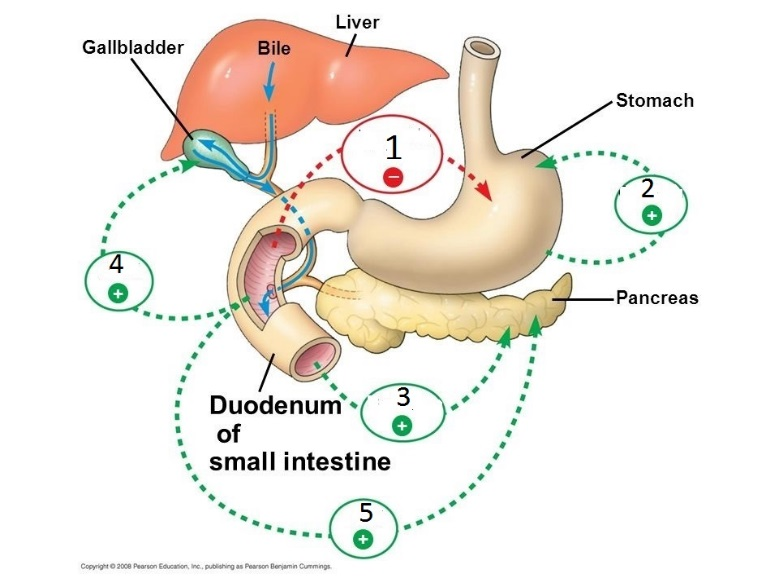 Liver
Gallbladder
Bile
Stomach
1
−
2
+
4
+
Pancreas
Duodenum
of
small intestine
3
+
5
+
Copyright © 2008 Pearson Education, Inc., publishing as Pearson Benjamin Cummings.